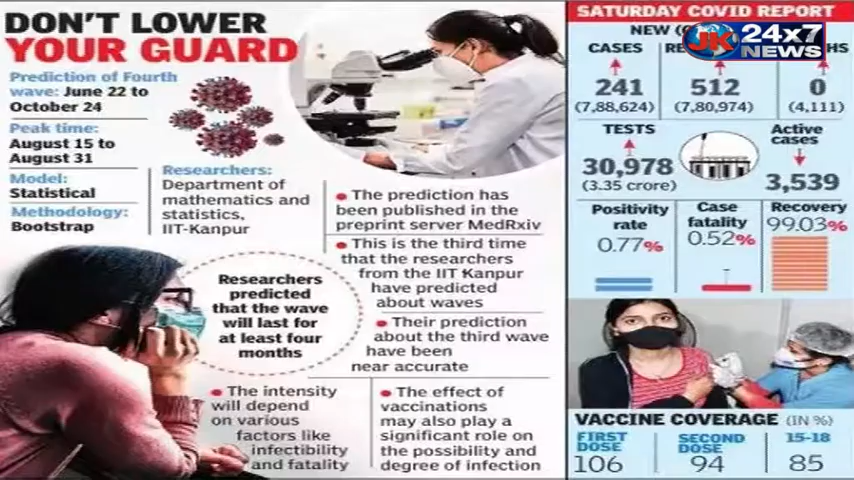 DON'T LOWER
YOUR GUARD
Prediction of Fourth
wave: June 22 to
October 24
Peak time:
August 15 to
August 31
Model:
Statistical
Methodology:
Bootstrap
Researchers:
Department of
mathematics and
statistics,
IIT-Kanpur
● The prediction has
been published in the
preprint server MedRxiv
● This is the third time
that the researchers
from the IIT Kanpur
have predicted
about waves
● Their prediction
about the third wave
have been
near accurate
Researchers
predicted
that the wave
will last for
at least four
months
● The intensity
will depend
on various
factors like
infectibility
and fatality
● The effect of
vaccinations
may also play a
significant role on
the possibility and
degree of infection
SATURDAY COVID REPORT
JK 24x7
NEWS
NEW
CASES
241
(7,88,624)
512
(7,80,974)
0
(4,111)
TESTS
30,978
(3.35 crore)
Active
cases
3,539
Positivity
rate
0.77%
Case
fatality
0.52%
Recovery
99.03%
VACCINE COVERAGE (IN %)
FIRST
DOSE
106
SECOND
DOSE
94
15-18
85